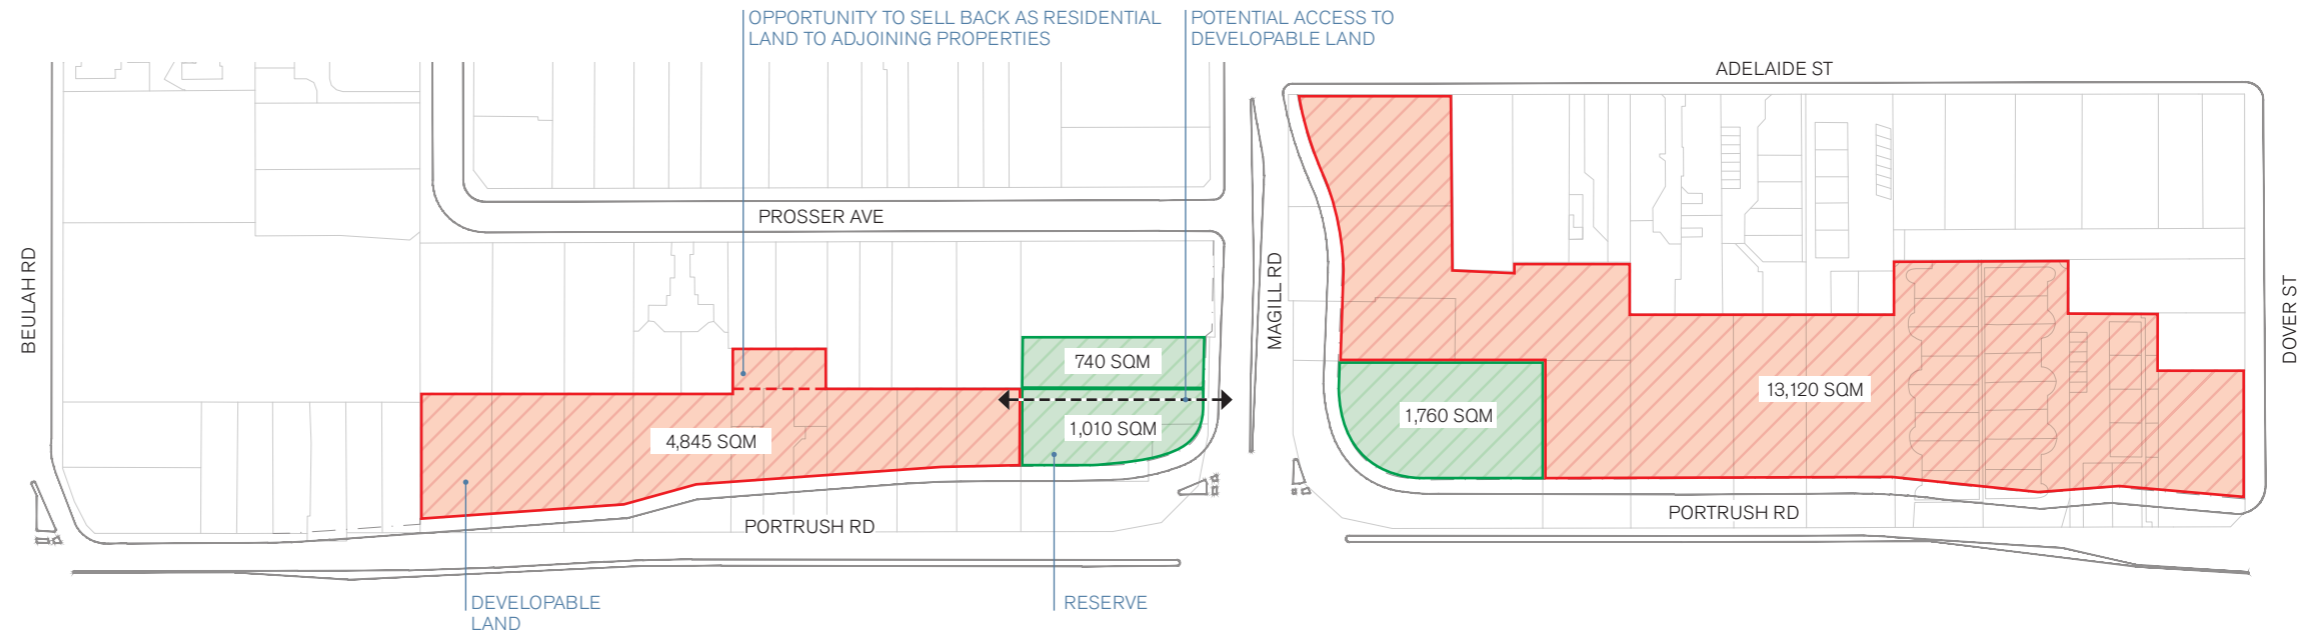 OPPORTUNITY TO SELL BACK AS RESIDENTIAL
LAND TO ADJOINING PROPERTIES
POTENTIAL ACCESS TO
DEVELOPABLE LAND
ADELAIDE ST
PROSSER AVE
BEULAH RD
MAGILL RD
DOVER ST
740 SQM
1,010 SQM
4,845 SQM
1,760 SQM
13,120 SQM
PORTRUSH RD
PORTRUSH RD
DEVELOPABLE
LAND
RESERVE